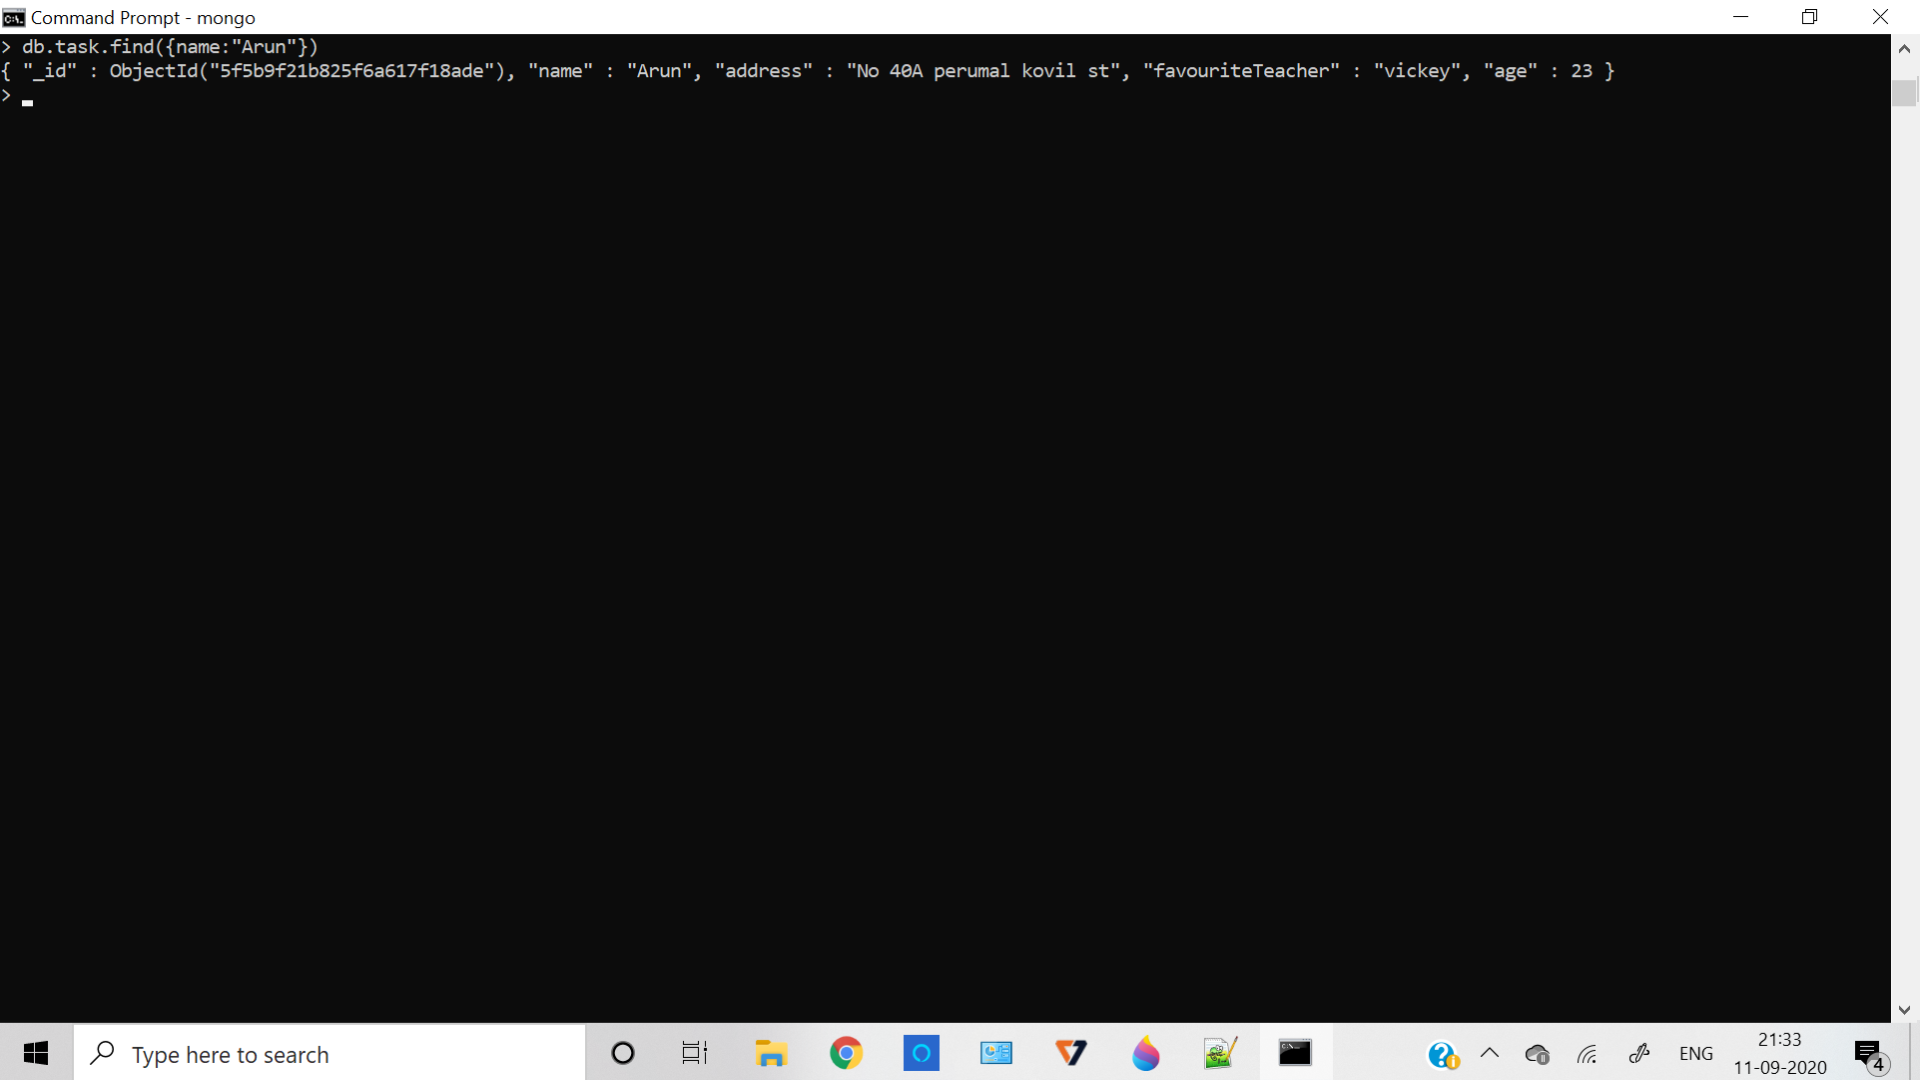 Command Prompt - mongo
> db.task.find({name:"Arun"})
{ "_id" : ObjectId("5f5b9f21b825f6a617f18ade"), "name" : "Arun", "address" : "No 40A perumal kovil st", "favouriteTeacher" : "vickey", "age" : 23 }
>
Type here to search
ENG
21:33
11-09-2020
4